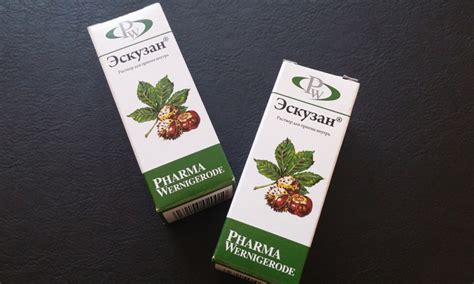 PW
Эскузан®
Раствор для приема внутрь
PHARMA
WERNIGERODE
PW
Эскузан®
Раствор для приема внутрь
PHARMA
WERNIGERODE